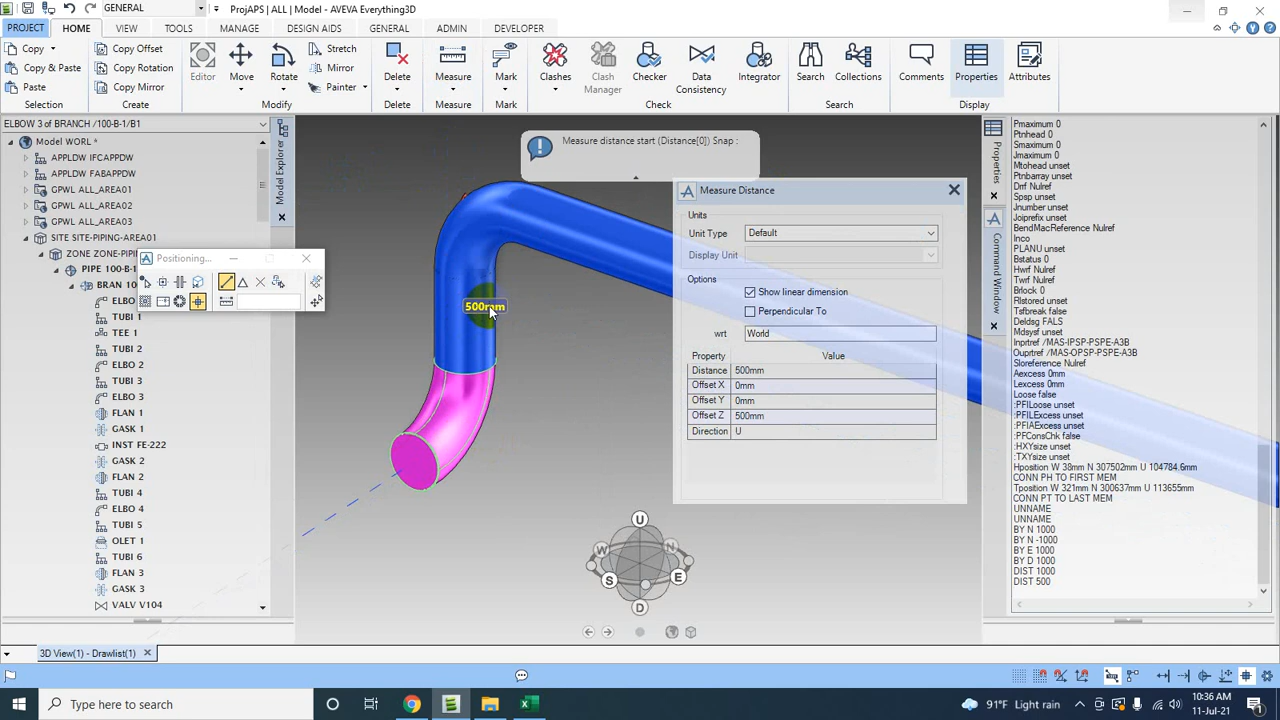 GENERAL
ProjAPS | ALL | Model - AVEVA Everything3D
PROJECT HOME VIEW TOOLS MANAGE DESIGN AIDS GENERAL ADMIN DEVELOPER
Copy
Copy & Paste
Paste
Selection
Copy Offset
Copy Rotation
Copy Mirror
Create
Editor
Move
Rotate
Stretch
Mirror
Painter
Modify
Delete
Delete
Measure
Measure
Mark
Mark
Clashes
Clash
Manager
Checker
Data
Consistency
Integrator
Check
Search
Collections
Search
Comments
Properties
Attributes
Display
ELBOW 3 of BRANCH /100-B-1/B1
Model WORL
APPLDW IFCAPPDW
APPLDW FABAPPDW
GPWL ALL_AREA01
GPWL ALL_AREA02
GPWL ALL_AREA03
SITE SITE-PIPING-AREA01
ZONE ZONE-PIP
PIPE 100-B-1
BRAN 100
ELBO
TUBI 1
TEE 1
TUBI 2
ELBO 2
TUBI 3
ELBO 3
FLAN 1
GASK 1
INST FE-222
GASK 2
FLAN 2
TUBI 4
ELBO 4
TUBI 5
OLET 1
TUBI 6
FLAN 3
GASK 3
VALV V104
Model Explorer
Positioning...
Measure distance start (Distance[0]) Snap :
500mm
Measure Distance
Units
Unit Type Default
Display Unit
Options
Show linear dimension
Perpendicular To
wrt World
Property Value
Distance 500mm
Offset X 0mm
Offset Y 0mm
Offset Z 500mm
Direction U
U
W
N
S
E
D
Properties
Command Window
Pmaximum 0
Ptnhead 0
Smaximum 0
Jmaximum 0
Mtovality unset
Ptnbarray unset
Drnf Nulref
Spsp unset
Jnumber unset
Joiprefix unset
BendMacReference Nulref
Inco
PLANU unset
Bstatus 0
Htwrf Nulref
Twrf Nulref
Brlock 0
Restld unset
Tsfbreak false
Deldsg FALS
Mdsysf unset
Inprtref /MAS-IPSP-PSPE-A3B
Ouprtref /MAS-OPSP-PSPE-A3B
Sloreference Nulref
Aexcess 0mm
Lexcess 0mm
Loose false
:PFILoose unset
:PFILExcess unset
:PFIAExcess unset
:PFConsChk false
:HXYsize unset
:TXYsize unset
Hposition W 38mm N 307502mm U 104784.6mm
CONN PH TO FIRST MEM
Tposition W 321mm N 300637mm U 113655mm
CONN PT TO LAST MEM
UNNAME
UNNAME
BY N 1000
BY N -1000
BY E 1000
BY D 1000
DIST 1000
DIST 500
3D View(1) - Drawlist(1)
Type here to search
91°F Light rain
10:36 AM
11-Jul-21